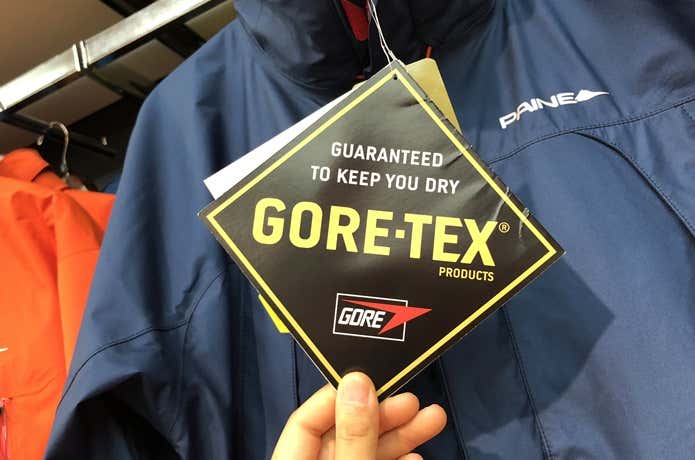 GUARANTEED
TO KEEP YOU DRY
GORE-TEX®
PRODUCTS
GORE
PAINE